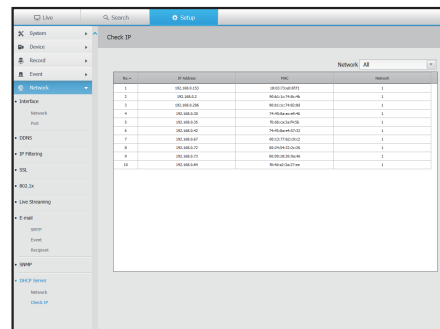 Live
Search
Setup
System
Device
Record
Event
Network
Interface
Network
Port
DDNS
IP Filtering
SSL
802.1x
Live Streaming
E-mail
SMTP
Event
Recipient
SNMP
DHCP Server
Network
Check IP
Check IP
Network All
No. IP Address MAC Network
1 192.168.0.153 1
2 192.168.0.2 1
3 192.168.0.206 1
4 192.168.0.30 1
5 192.168.0.35 1
6 192.168.0.42 1
7 192.168.0.67 1
8 192.168.0.72 1
9 192.168.0.73 1
10 192.168.0.84 1